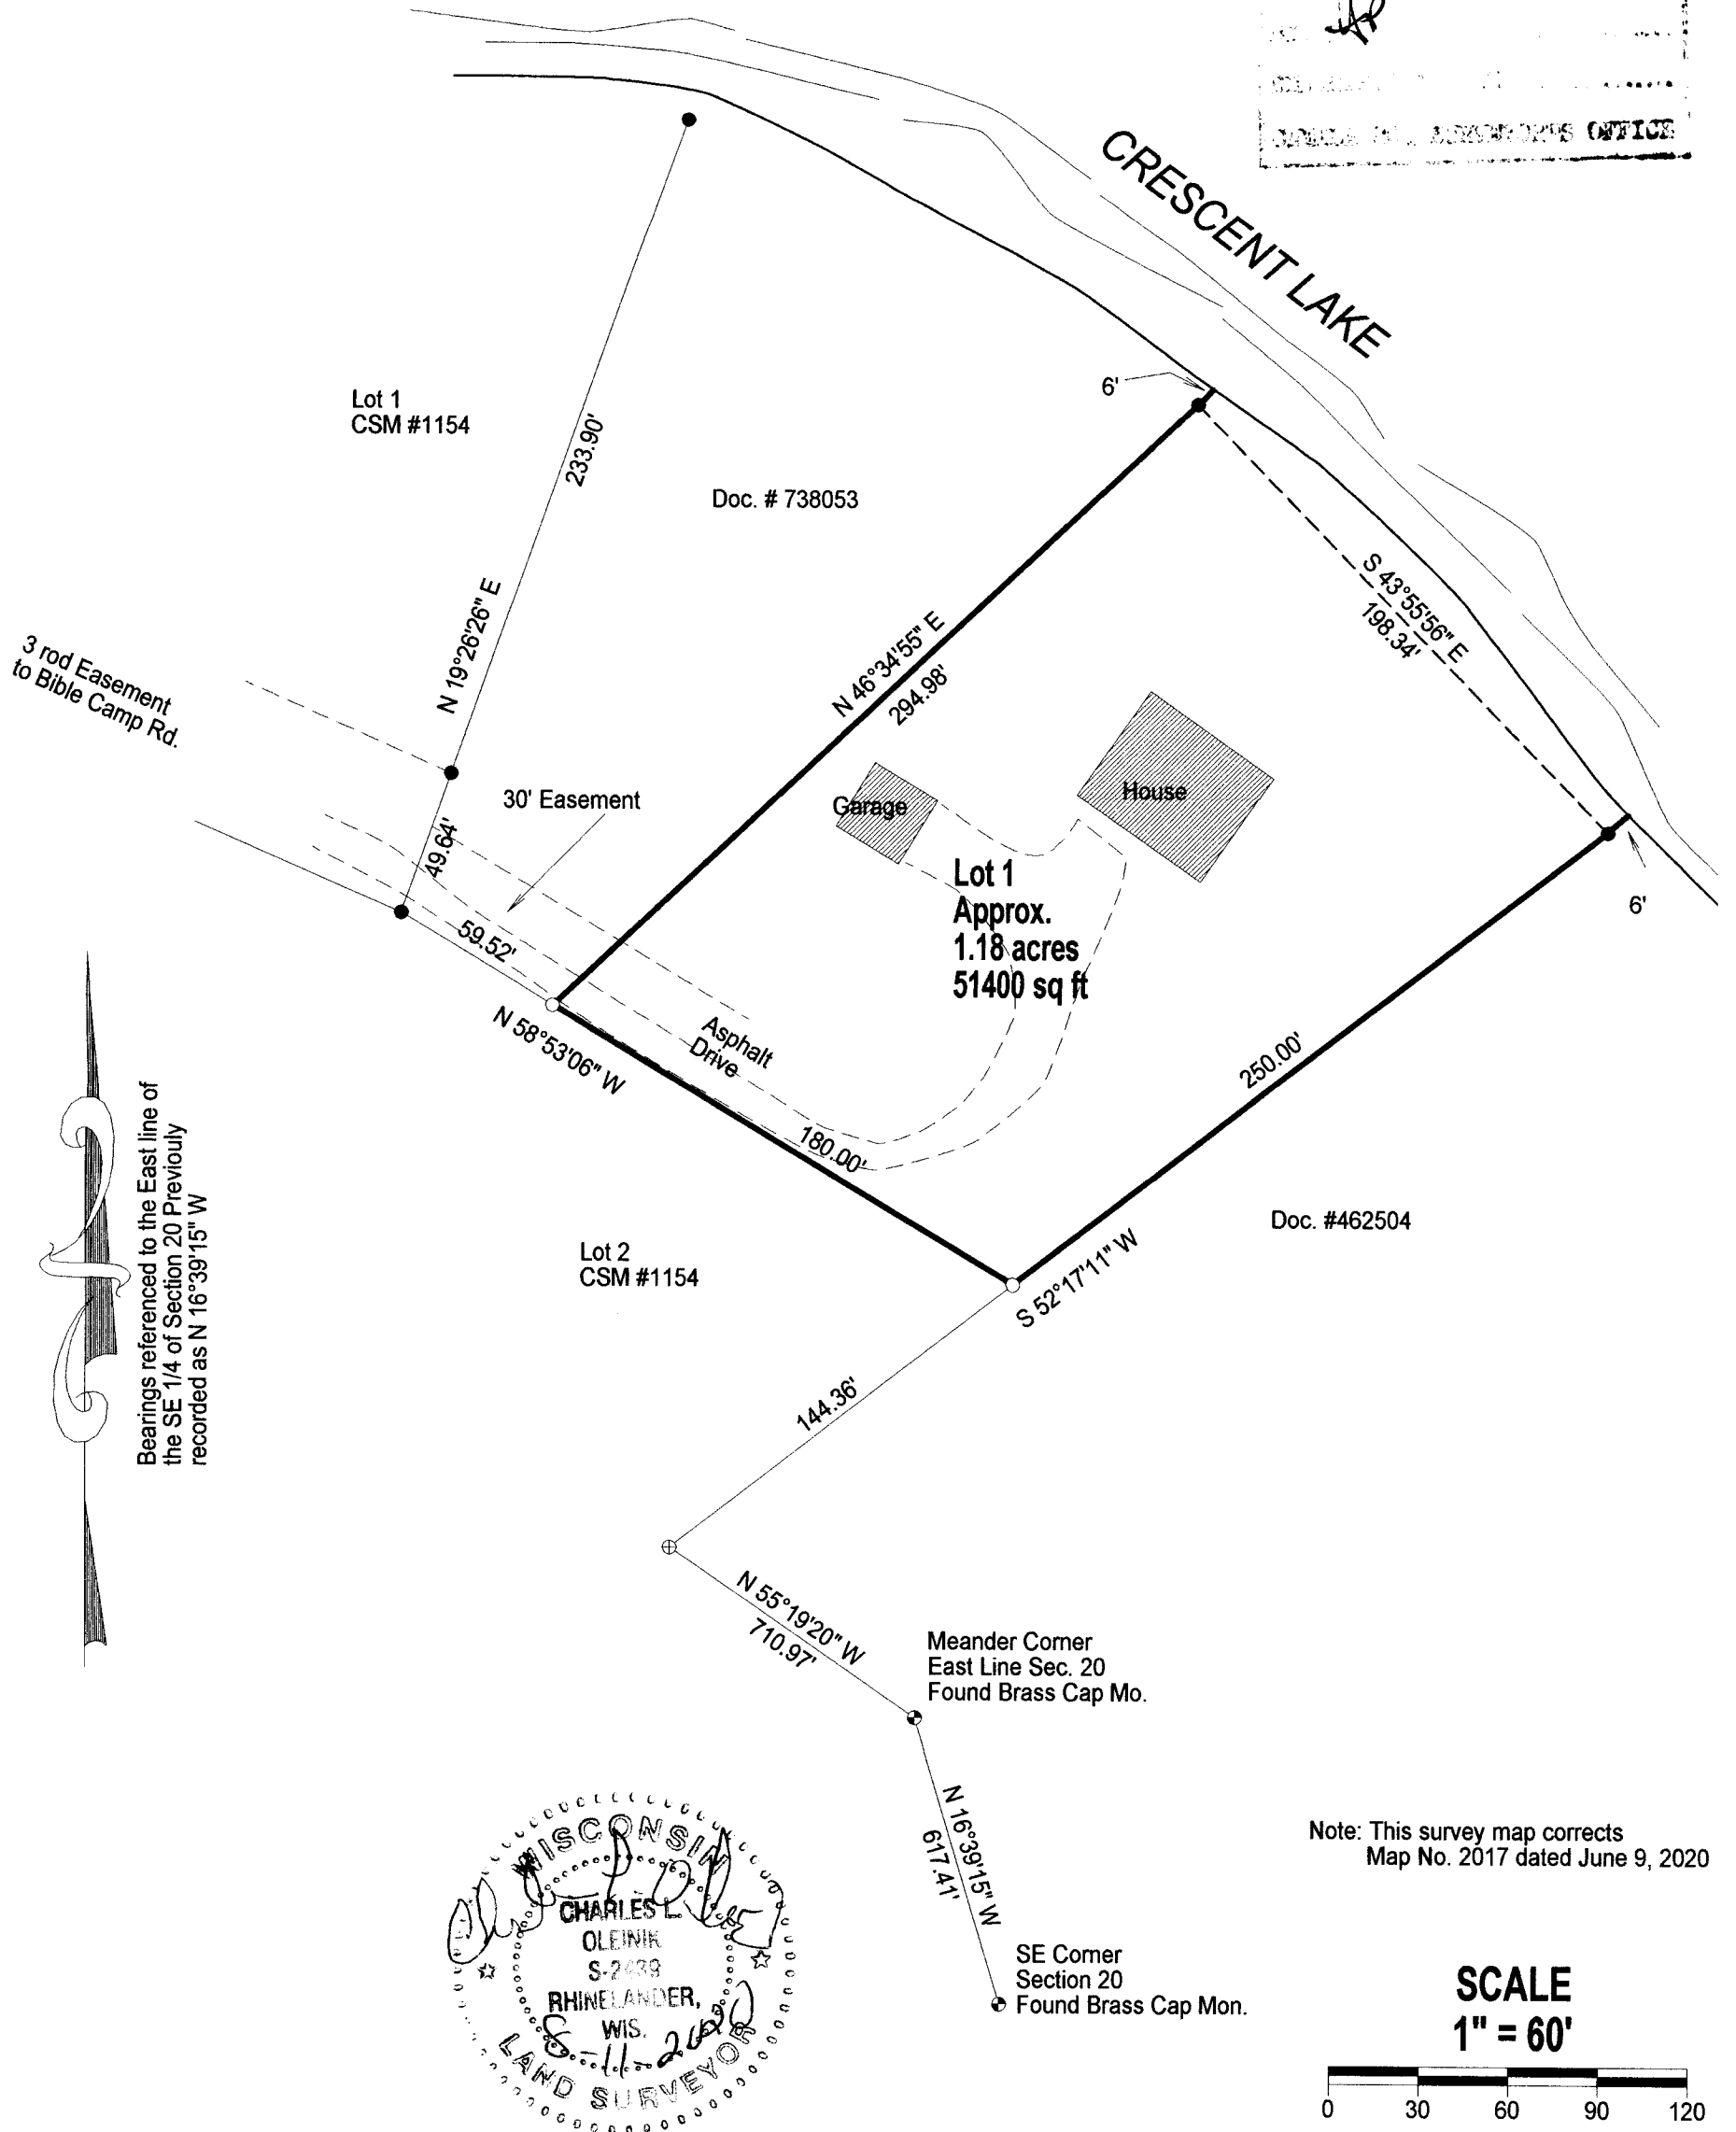 OFFICE
CRESCENT LAKE
6'
Lot 1
CSM #1154
233.90'
Doc. # 738053
N 19°26'26" E
3 rod Easement
to Bible Camp Rd.
S 43°55'56" E
198.34'
N 46°34'55" E
294.98'
House
Garage
30' Easement
49.64'
Lot 1
Approx.
1.18 acres
51400 sq ft
6'
59.52'
N 58°53'06" W
Asphalt
Drive
250.00'
180.00'
Bearings referenced to the East line of
the SE 1/4 of Section 20 Previouly
recorded as N 16°39'15" W
Doc. #462504
Lot 2
CSM #1154
S 52°17'11" W
144.36'
N 55°19'20" W
710.97'
Meander Corner
East Line Sec. 20
Found Brass Cap Mo.
N 16°39'15" W
617.41'
SE Corner
Section 20
Found Brass Cap Mon.
WISCONSIN
CHARLES L.
OLEINIK
S-2439
RHINELANDER,
WIS.
8-11-2020
LAND SURVEYOR
Note: This survey map corrects
Map No. 2017 dated June 9, 2020
SCALE
1" = 60'
0 30 60 90 120